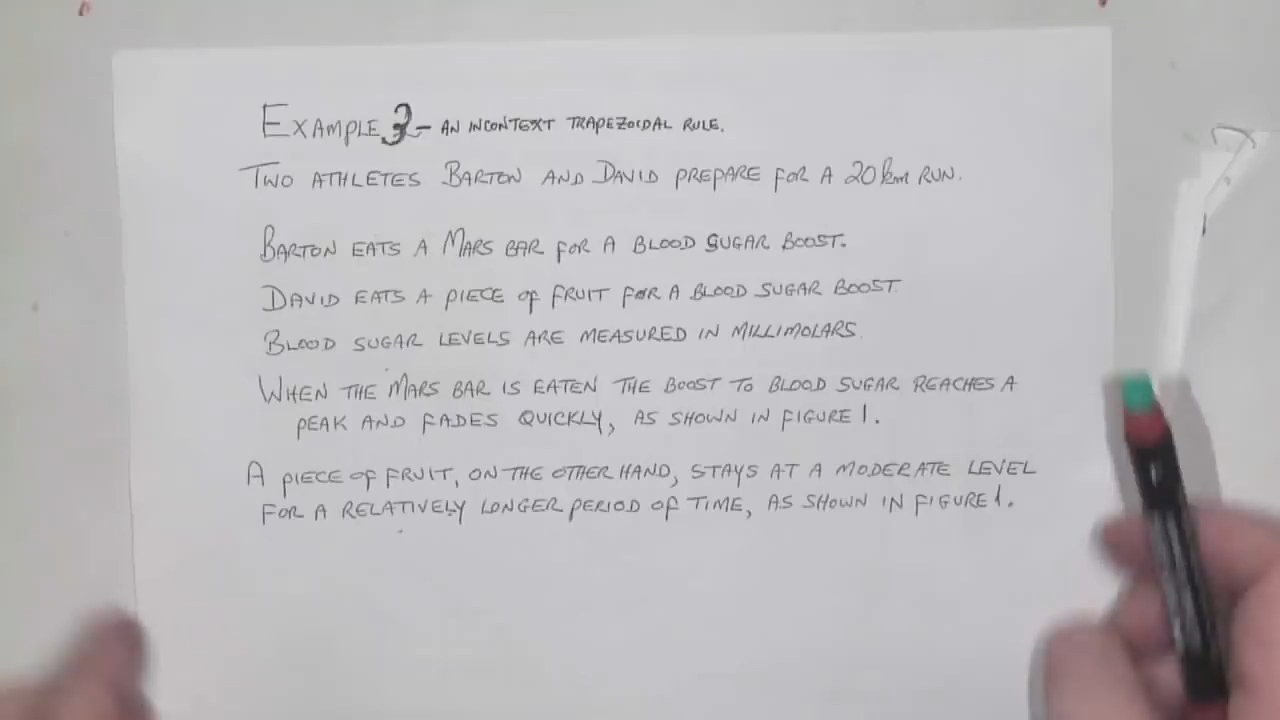 EXAMPLE 3 - AN INCONTEXT TRAPEZOIDAL RULE.
TWO ATHLETES BARTON AND DAVID PREPARE FOR A 20km RUN.
BARTON EATS A MARS BAR FOR A BLOOD SUGAR BOOST.
DAVID EATS A PIECE OF FRUIT FOR A BLOOD SUGAR BOOST.
BLOOD SUGAR LEVELS ARE MEASURED IN MILLIMOLARS.
WHEN THE MARS BAR IS EATEN THE BOOST TO BLOOD SUGAR REACHES A
PEAK AND FADES QUICKLY, AS SHOWN IN FIGURE 1.
A PIECE OF FRUIT, ON THE OTHER HAND, STAYS AT A MODERATE LEVEL
FOR A RELATIVELY LONGER PERIOD OF TIME, AS SHOWN IN FIGURE 1.